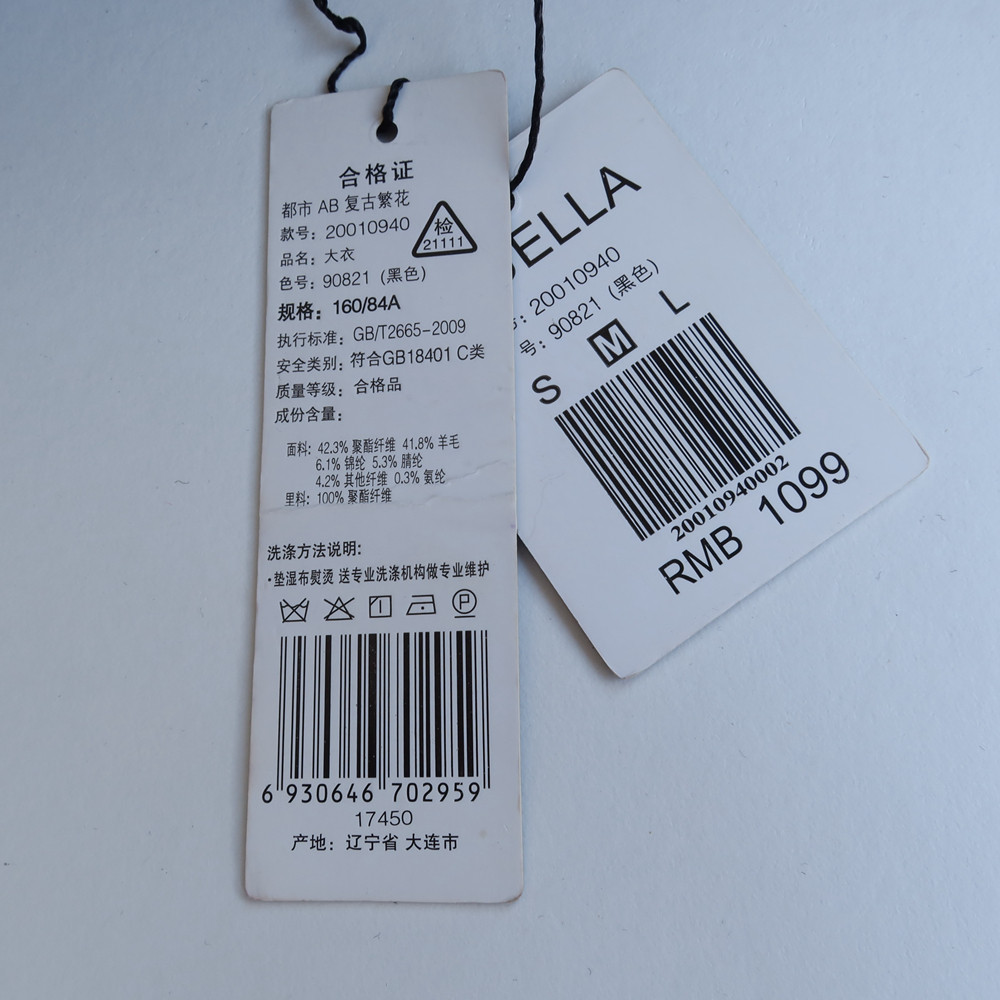 合格证
都市 AB 复古繁花
款号: 20010940
检
21111
品名: 大衣
色号: 90821 (黑色)
规格: 160/84A
执行标准: GB/T2665-2009
安全类别: 符合GB18401 C类
质量等级: 合格品
成份含量:
面料: 42.3% 聚酯纤维 41.8% 羊毛
6.1% 锦纶 5.3% 腈纶
4.2% 其他纤维 0.3% 氨纶
里料: 100% 聚酯纤维
洗涤方法说明:
·垫湿布熨烫 送专业洗涤机构做专业维护
P
6 930646 702959
17450
产地: 辽宁省 大连市
ELLA
号: 20010940
号: 90821 (黑色)
S M L
20010940002
RMB 1099